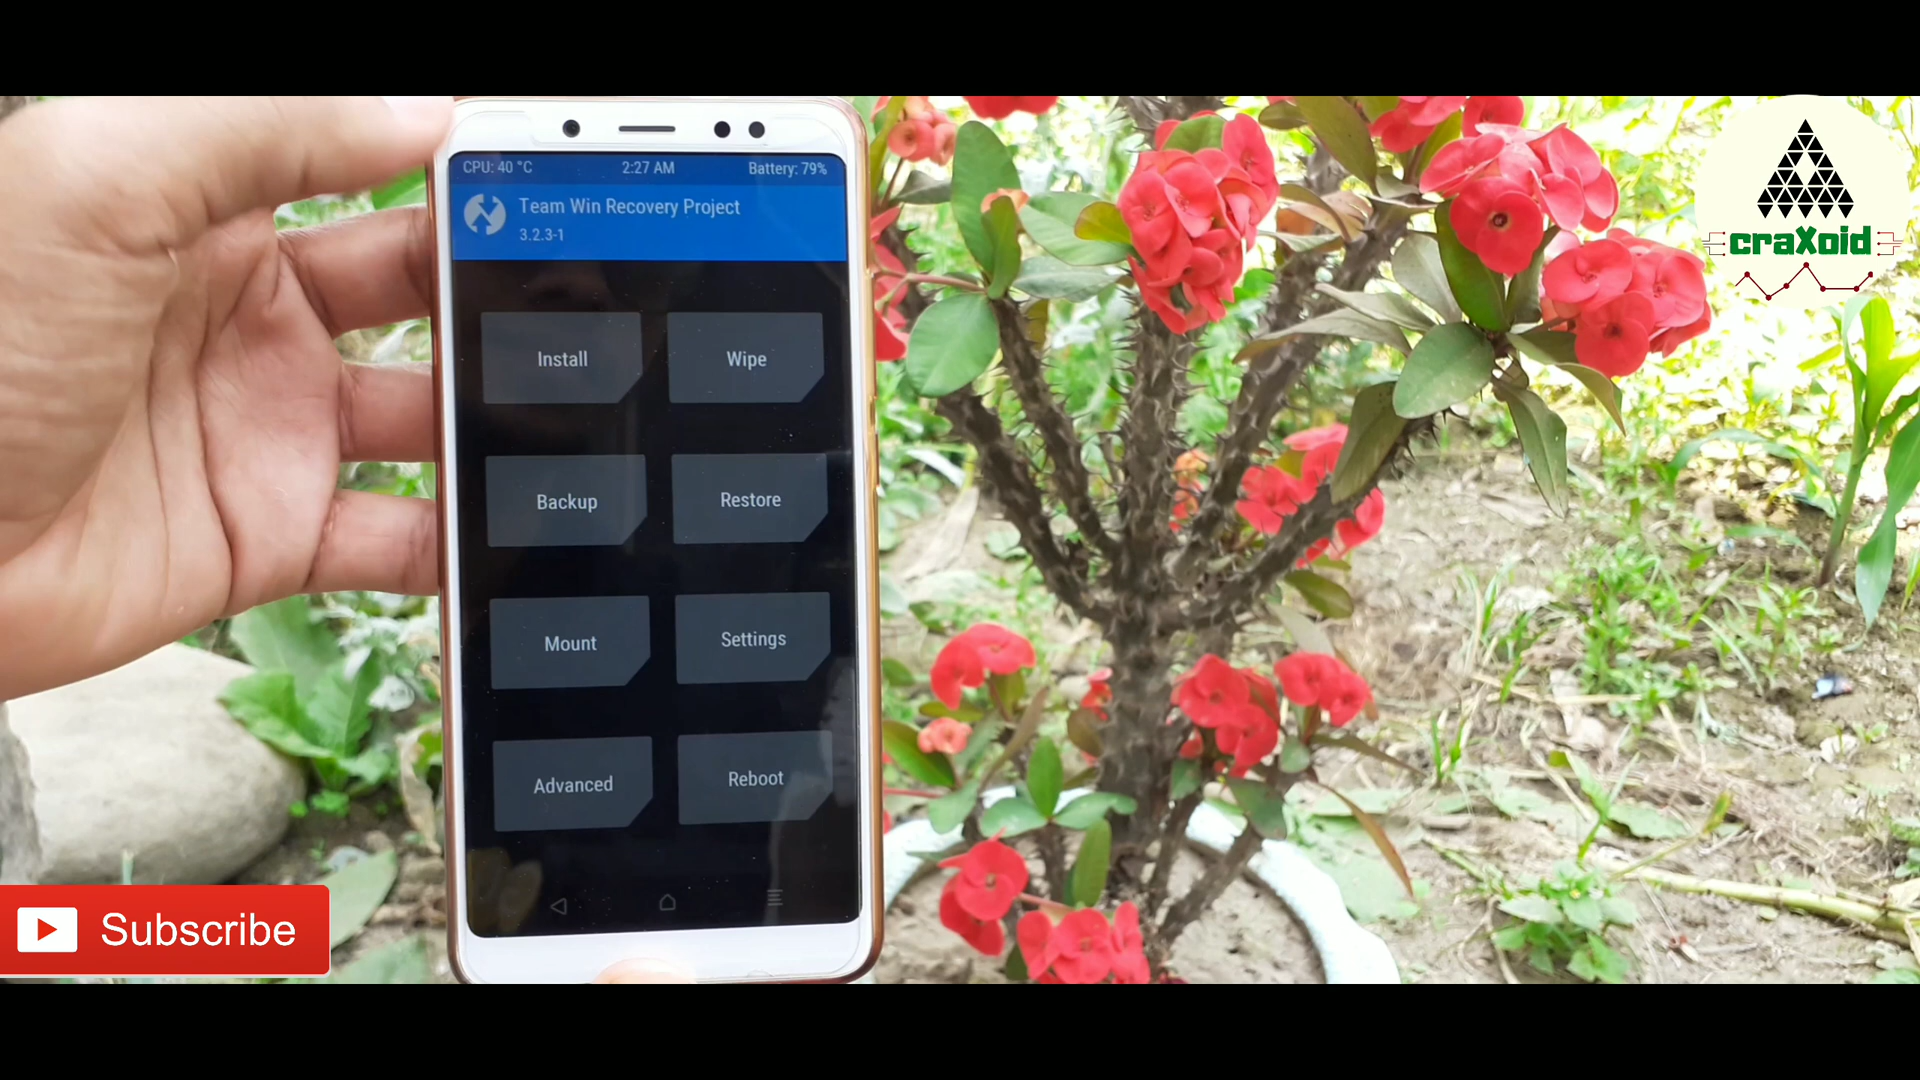 CPU: 40 °C 2:27 AM Battery: 79%
Team Win Recovery Project
3.2.3-1
Install Wipe
Backup Restore
Mount Settings
Advanced Reboot
craXoid
Subscribe